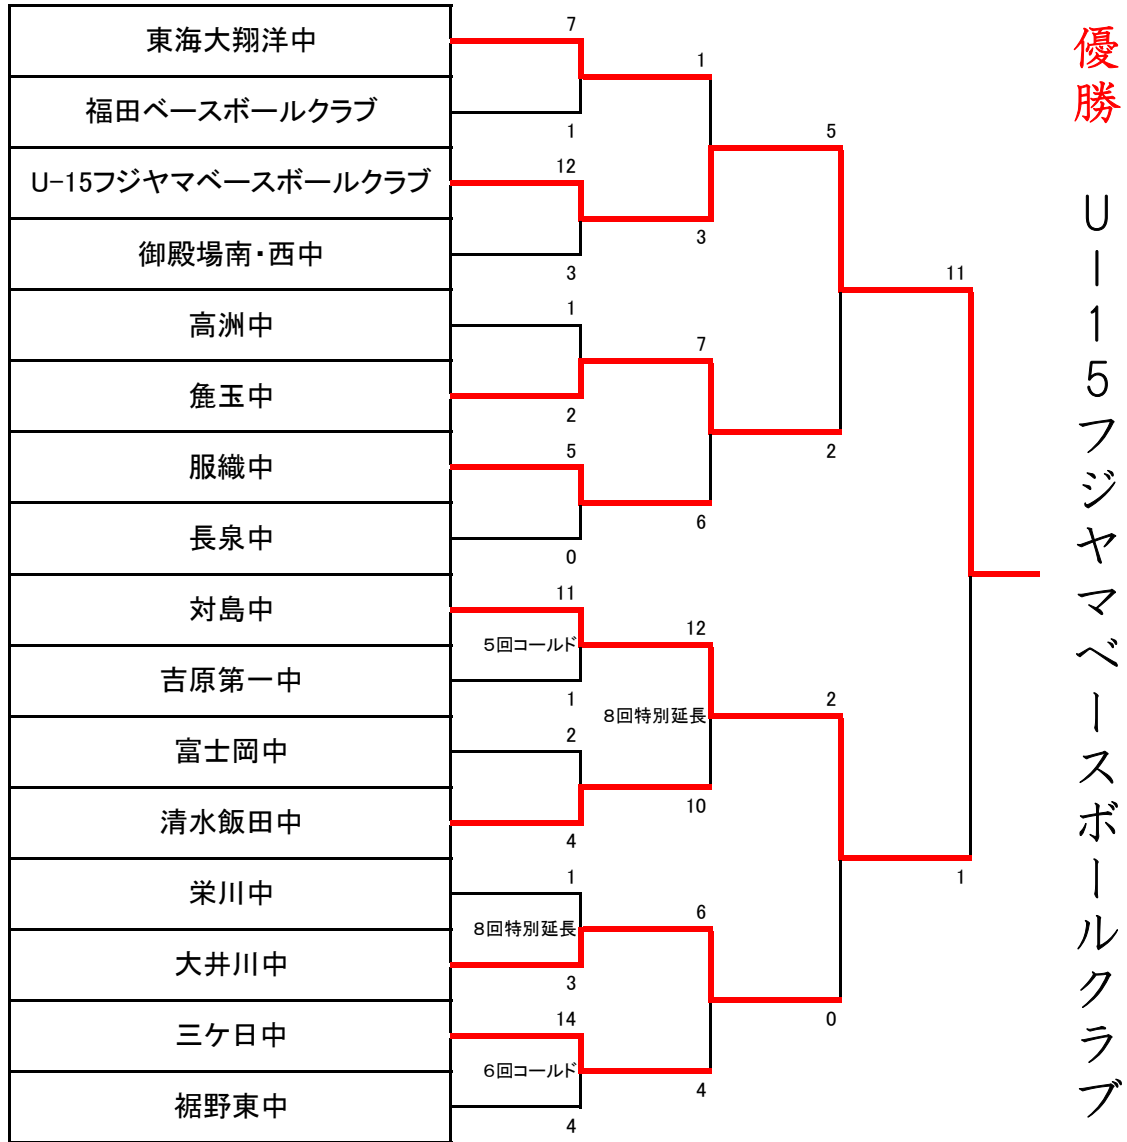 東海大翔洋中
福田ベースボールクラブ
U-15フジヤマベースボールクラブ
御殿場南・西中
高洲中
麁玉中
服織中
長泉中
対島中
吉原第一中
富士岡中
清水飯田中
栄川中
大井川中
三ケ日中
裾野東中
7
1
12
3
1
2
5
0
11
5回コールド
1
2
4
1
8回特別延長
3
14
6回コールド
4
1
3
7
6
12
8回特別延長
10
6
4
5
2
2
0
11
1
優勝 U-15フジヤマベースボールクラブ